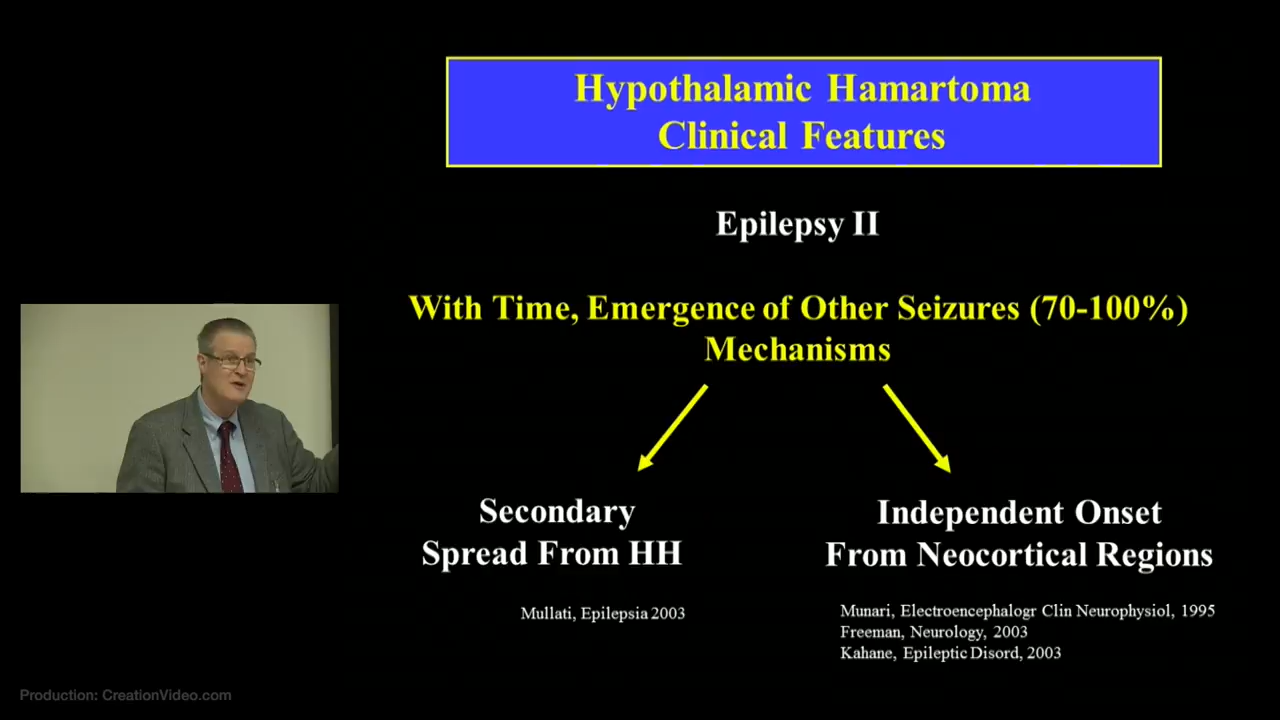 Hypothalamic Hamartoma
Clinical Features
Epilepsy II
With Time, Emergence of Other Seizures (70-100%)
Mechanisms
Secondary
Spread From HH
Mullati, Epilepsia 2003
Independent Onset
From Neocortical Regions
Munari, Electroencephalogr Clin Neurophysiol, 1995
Freeman, Neurology, 2003
Kahane, Epileptic Disord, 2003
Production: CreationVideo.com